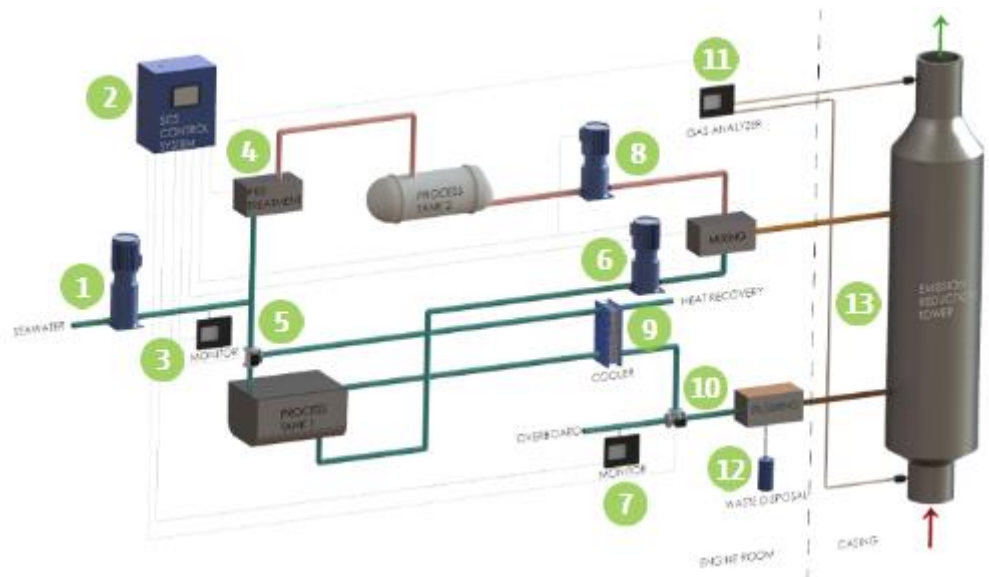 11
2
SCS
CONTROL
SYSTEM
GAS ANALYZER
4
8
PRE
TREATMENT
PROCESS
TANK 2
MIXING
1
6
HEAT RECOVERY
EMISSION
REDUCTION
TOWER
13
SEAWATER
5
3
MONITOR
9
COOLER
PROCESS
TANK 1
10
FILTERING
OVERBOARD
12
MONITOR
7
WASTE DISPOSAL
ENGINE ROOM
CASING